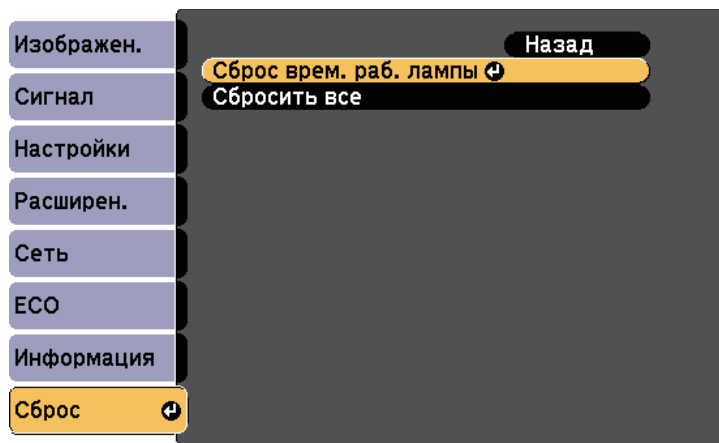 Изображен.
Сигнал
Настройки
Расширен.
Сеть
ECO
Информация
Сброс
Назад
Сброс врем. раб. лампы
Сбросить все